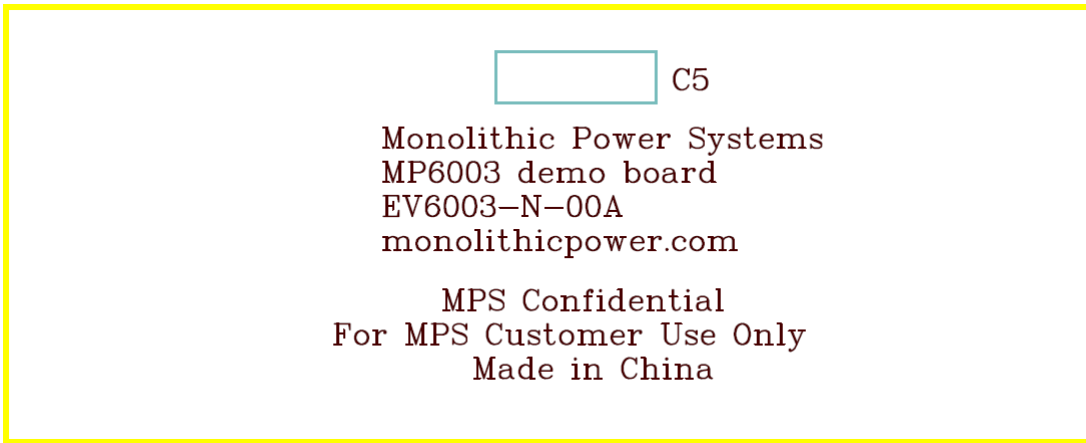 C5
Monolithic Power Systems
MP6003 demo board
EV6003–N–00A
monolithicpower.com
MPS Confidential
For MPS Customer Use Only
Made in China